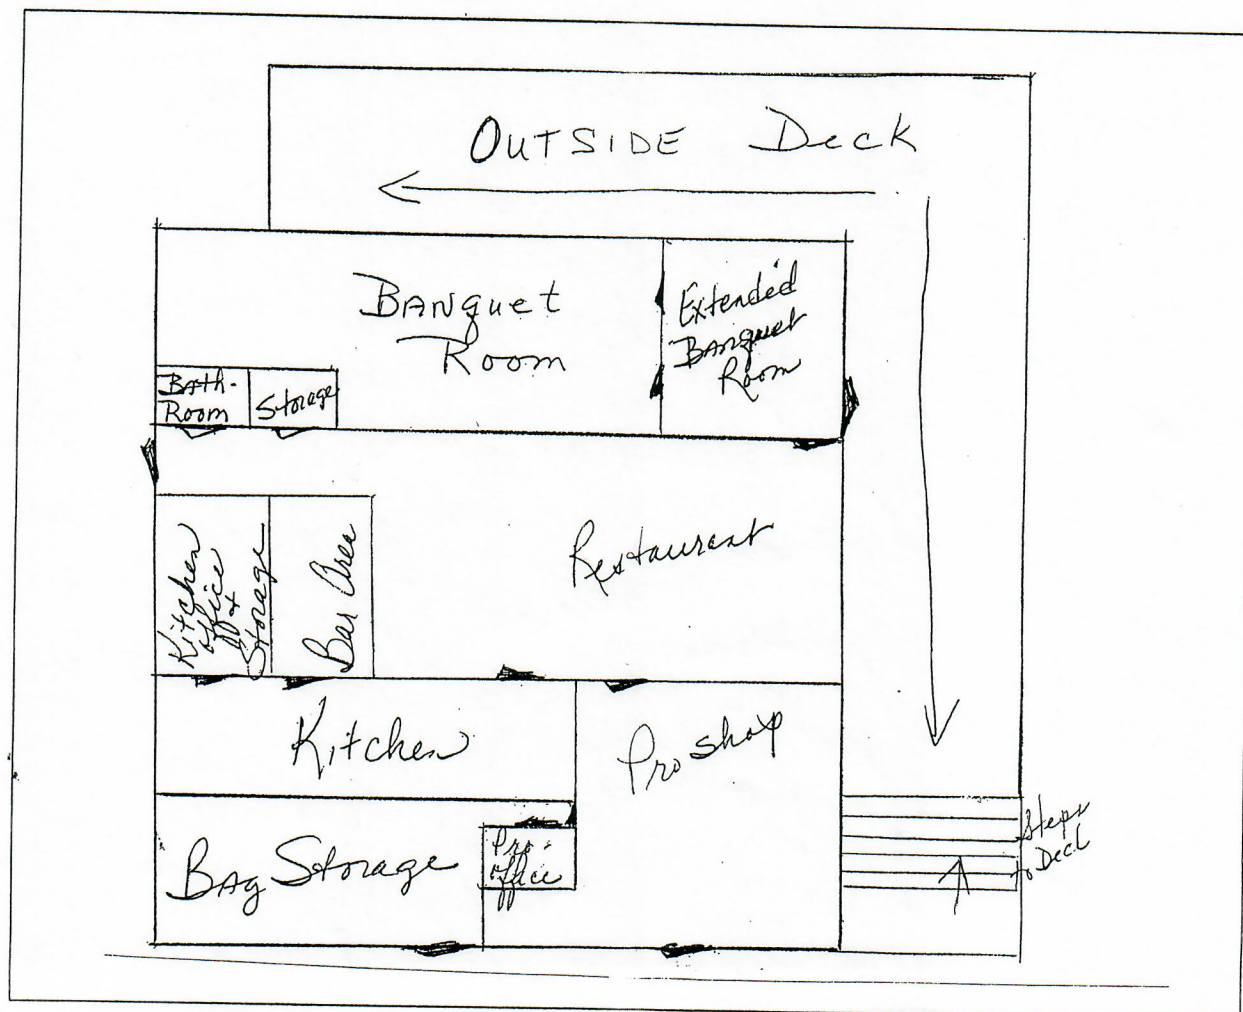 OUTSIDE Deck
Banquet
Room
Extended
Banquet
Room
Bath-
Room
Storage
Kitchen
office
&
Storage
Bar Area
Restaurant
Kitchen
Pro Shop
Bag Storage
Pro-
office
Steps
to Deck